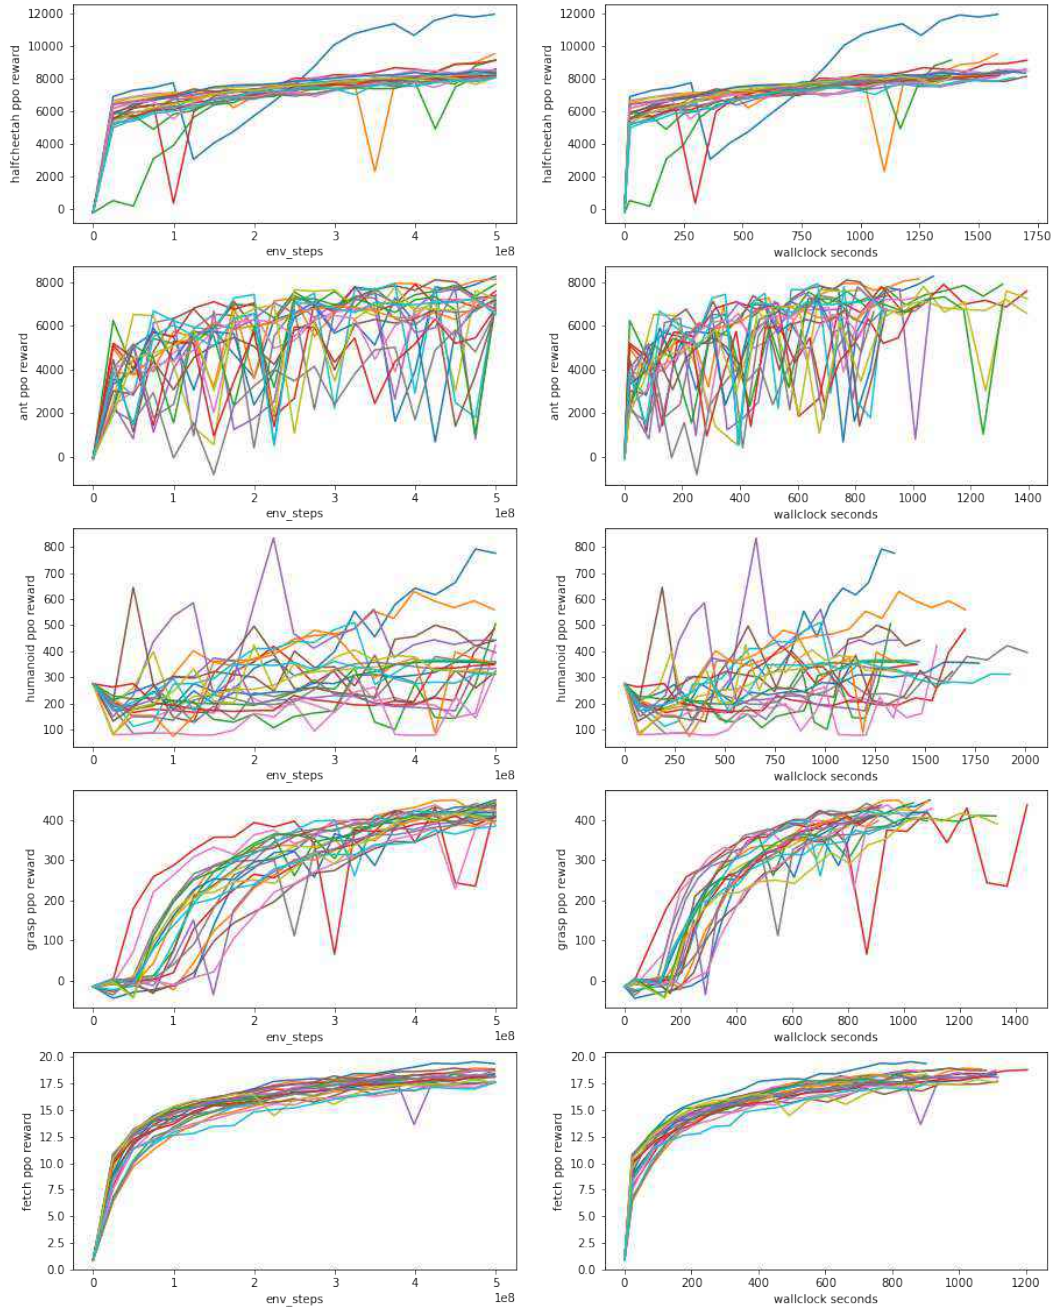 halfcheetah ppo reward
12000
10000
8000
6000
4000
2000
0
0 1 2 3 4 5
env_steps 1e8
halfcheetah ppo reward
12000
10000
8000
6000
4000
2000
0
0 250 500 750 1000 1250 1500 1750
wallclock seconds
ant ppo reward
8000
6000
4000
2000
0
0 1 2 3 4 5
env_steps 1e8
ant ppo reward
8000
6000
4000
2000
0
0 200 400 600 800 1000 1200 1400
wallclock seconds
humanoid ppo reward
800
700
600
500
400
300
200
100
0 1 2 3 4 5
env_steps 1e8
humanoid ppo reward
800
700
600
500
400
300
200
100
0 250 500 750 1000 1250 1500 1750 2000
wallclock seconds
grasp ppo reward
400
300
200
100
0
0 1 2 3 4 5
env_steps 1e8
grasp ppo reward
400
300
200
100
0
0 200 400 600 800 1000 1200 1400
wallclock seconds
fetch ppo reward
20.0
17.5
15.0
12.5
10.0
7.5
5.0
2.5
0.0
0 1 2 3 4 5
env_steps 1e8
fetch ppo reward
20.0
17.5
15.0
12.5
10.0
7.5
5.0
2.5
0.0
0 200 400 600 800 1000 1200
wallclock seconds